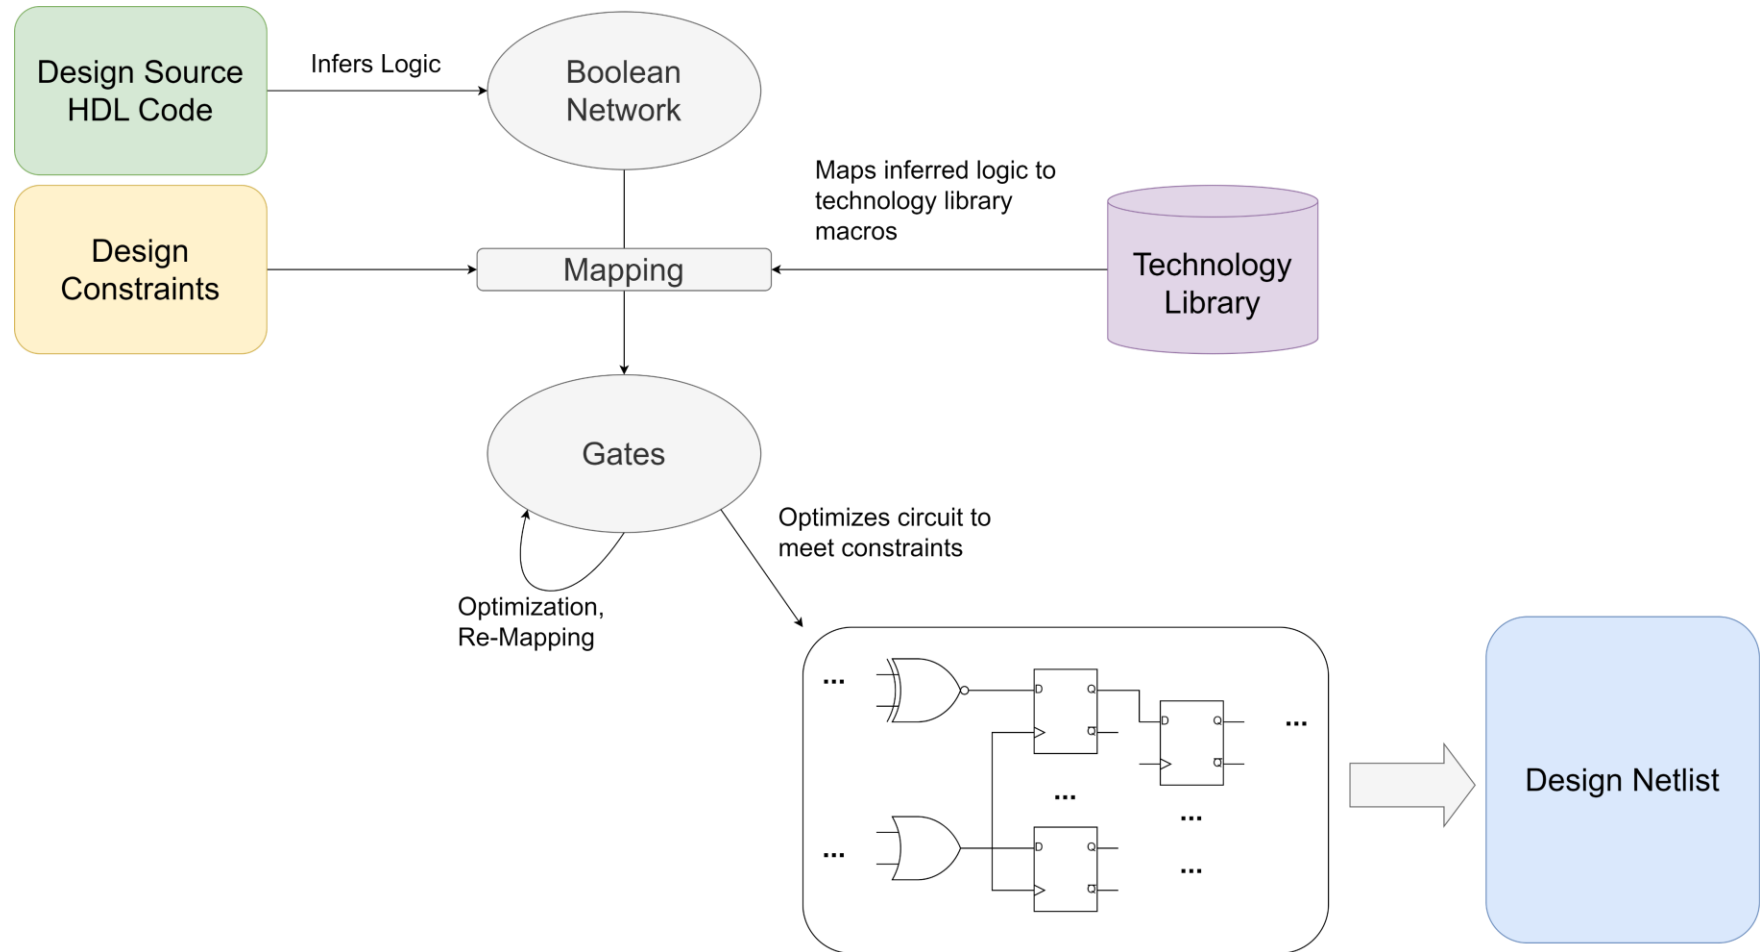 Design Source
HDL Code
Infers Logic
Boolean
Network
Design
Constraints
Mapping
Maps inferred logic to
technology library
macros
Technology
Library
Gates
Optimizes circuit to
meet constraints
Optimization,
Re-Mapping
...
D
Q
Q
D
Q
Q
...
...
...
...
D
Q
Q
...
Design Netlist